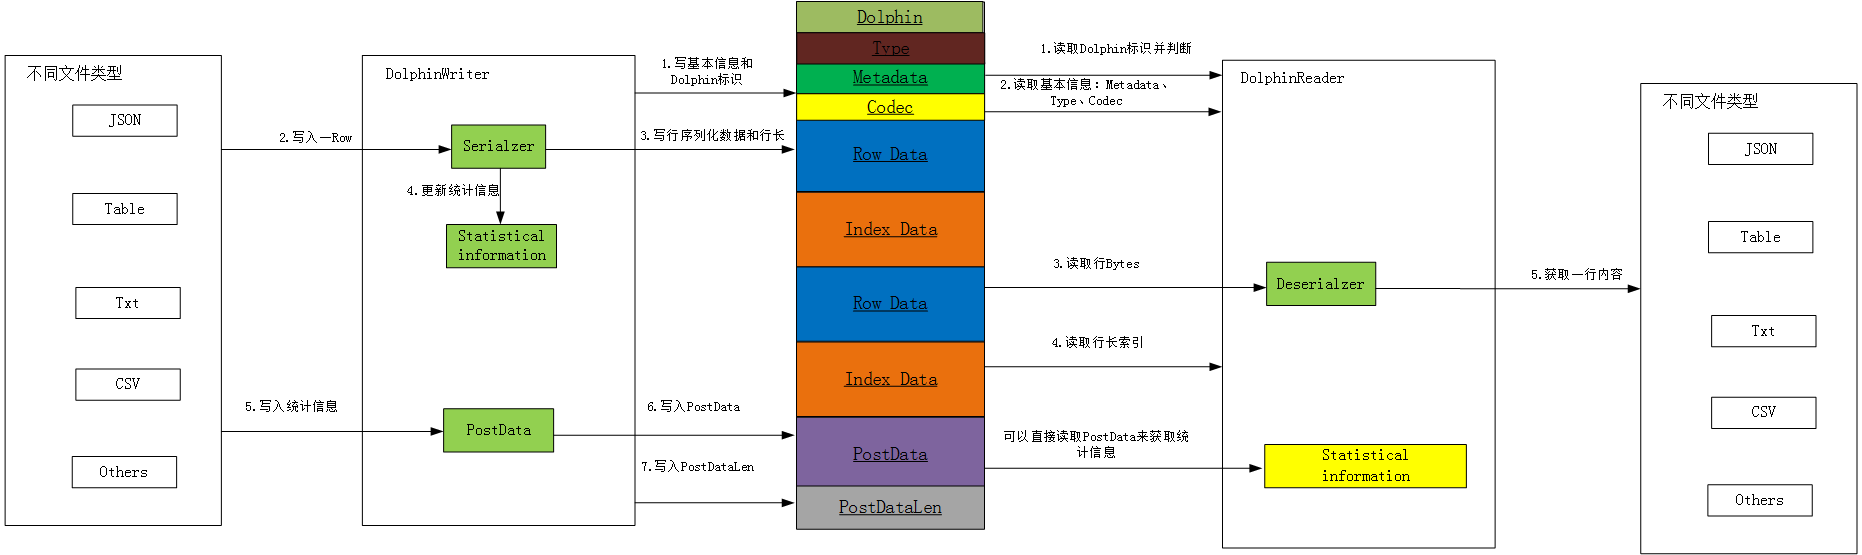 不同文件类型
JSON
Table
Txt
CSV
Others
2.写入一Row
5.写入统计信息
DolphinWriter
Serialzer
4.更新统计信息
Statistical
information
PostData
1.写基本信息和
Dolphin标识
3.写行序列化数据和行长
6.写入PostData
7.写入PostDataLen
Dolphin
Type
Metadata
Codec
Row Data
Index Data
Row Data
Index Data
PostData
PostDataLen
1.读取Dolphin标识并判断
2.读取基本信息：Metadata、
Type、Codec
3.读取行Bytes
4.读取行长索引
可以直接读取PostData来获取统
计信息
DolphinReader
Deserialzer
Statistical
information
5.获取一行内容
不同文件类型
JSON
Table
Txt
CSV
Others